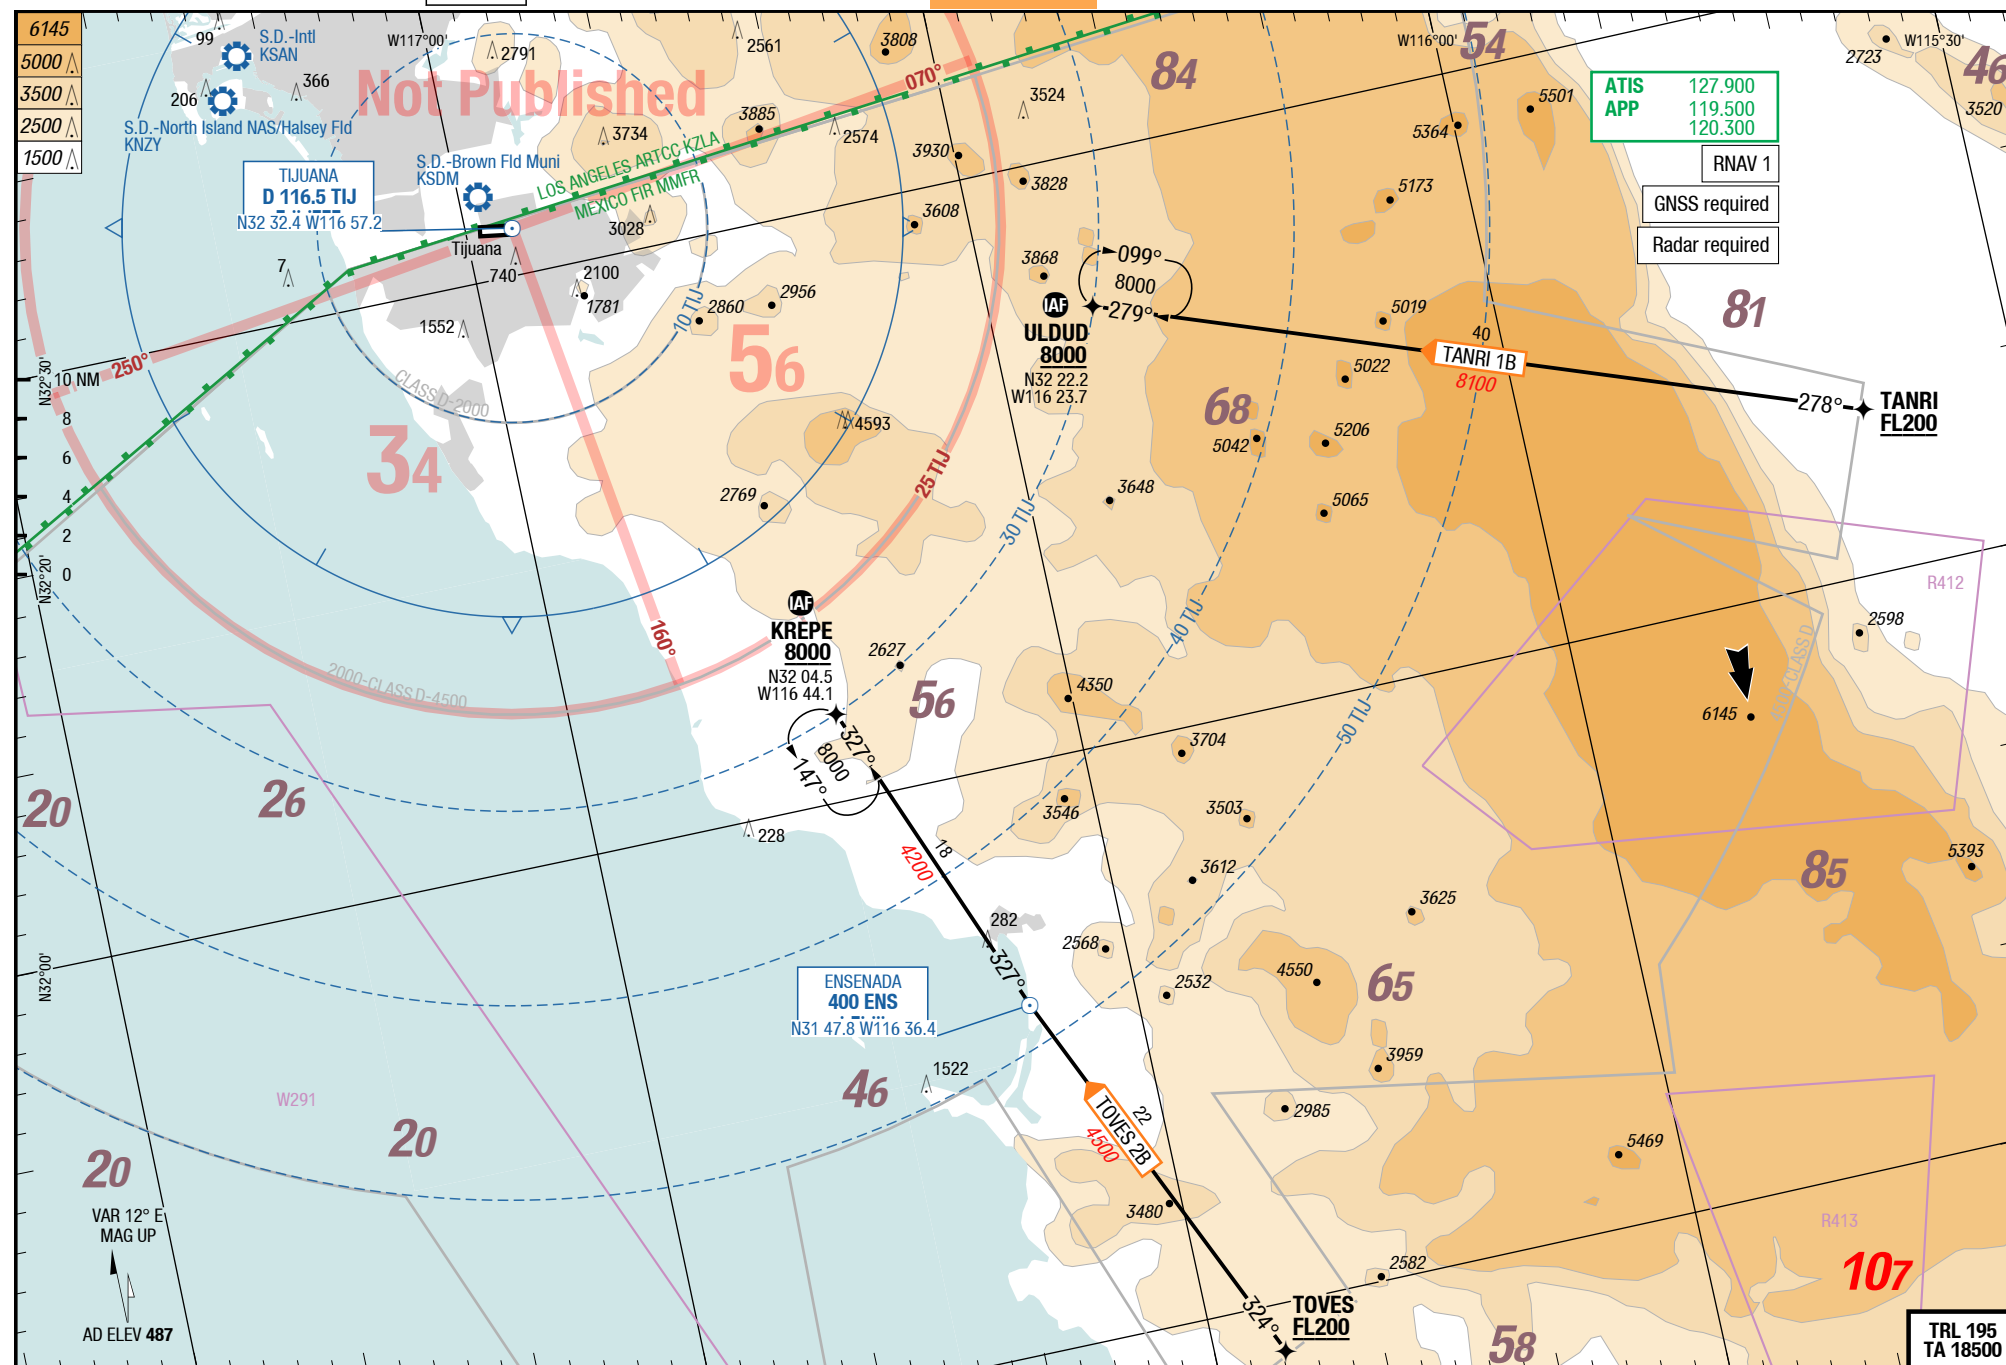 6145
5000
3500
2500
1500
99
S.D.-Intl
KSAN
206
366
S.D.-North Island NAS/Halsey Fld
KNZY
W117°00'
2791
2561
3808
Not Published
070°
84
W116°00'
54
2723
W115°30'
46
3520
ATIS 127.900
APP 119.500
120.300
RNAV 1
GNSS required
Radar required
TIJUANA
D 116.5 TIJ
N32 32.4 W116 57.2
S.D.-Brown Fld Muni
KSDM
LOS ANGELES ARTCC KZLA
MEXICO FIR MMFR
3734
3885
2574
3524
3930
3828
3608
3028
5364
5501
5173
Tijuana
740
7
2100
1781
1552
10 TIJ
2860
2956
3868
099°
8000
279°
IAF
ULDUD
8000
N32 22.2
W116 23.7
5019
40
TANRI 1B
8100
81
278°
TANRI
FL200
250°
N32°30'
10 NM
8
6
4
2
0
N32°20'
CLASS D-2000
34
56
4593
2769
25 TIJ
30 TIJ
3648
68
5022
5042
5206
5065
R412
2598
IAF
KREPE
8000
N32 04.5
W116 44.1
160°
2000-CLASS D-4500
2627
56
40 TIJ
4350
3704
50 TIJ
4500-CLASS D
6145
327°
8000
147°
20
26
228
18
4200
3546
3503
3612
3625
85
5393
282
327°
2568
2532
4550
65
N32°00'
ENSENADA
400 ENS
N31 47.8 W116 36.4
1522
46
3959
2985
W291
20
20
22
TOVES 2B
4500
3480
5469
R413
107
VAR 12° E
MAG UP
AD ELEV 487
2582
324°
TOVES
FL200
58
TRL 195
TA 18500